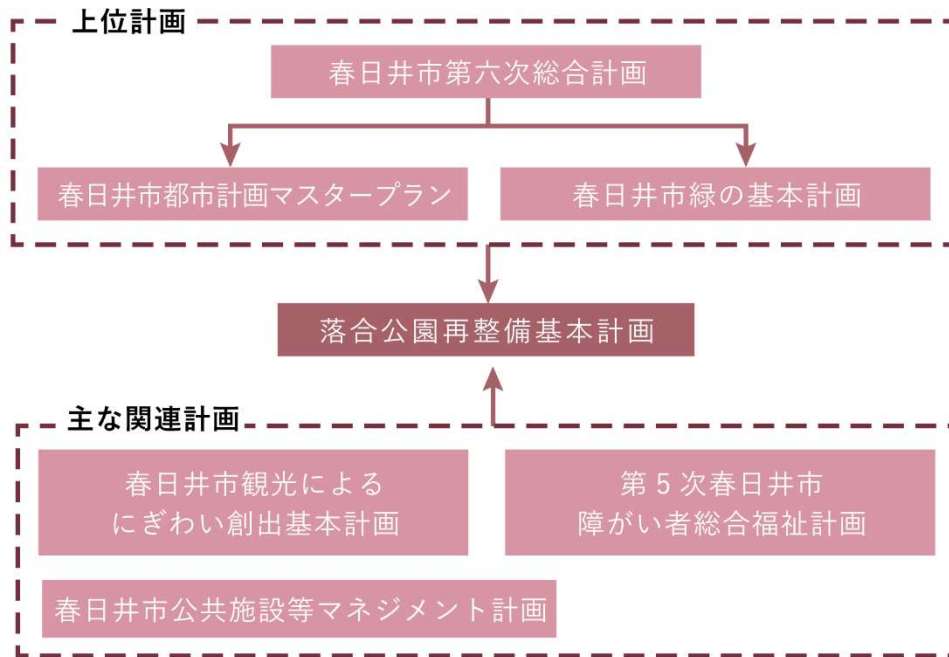 上位計画
春日井市第六次総合計画
春日井市都市計画マスタープラン
春日井市緑の基本計画
落合公園再整備基本計画
主な関連計画
春日井市観光による
にぎわい創出基本計画
第5次春日井市
障がい者総合福祉計画
春日井市公共施設等マネジメント計画